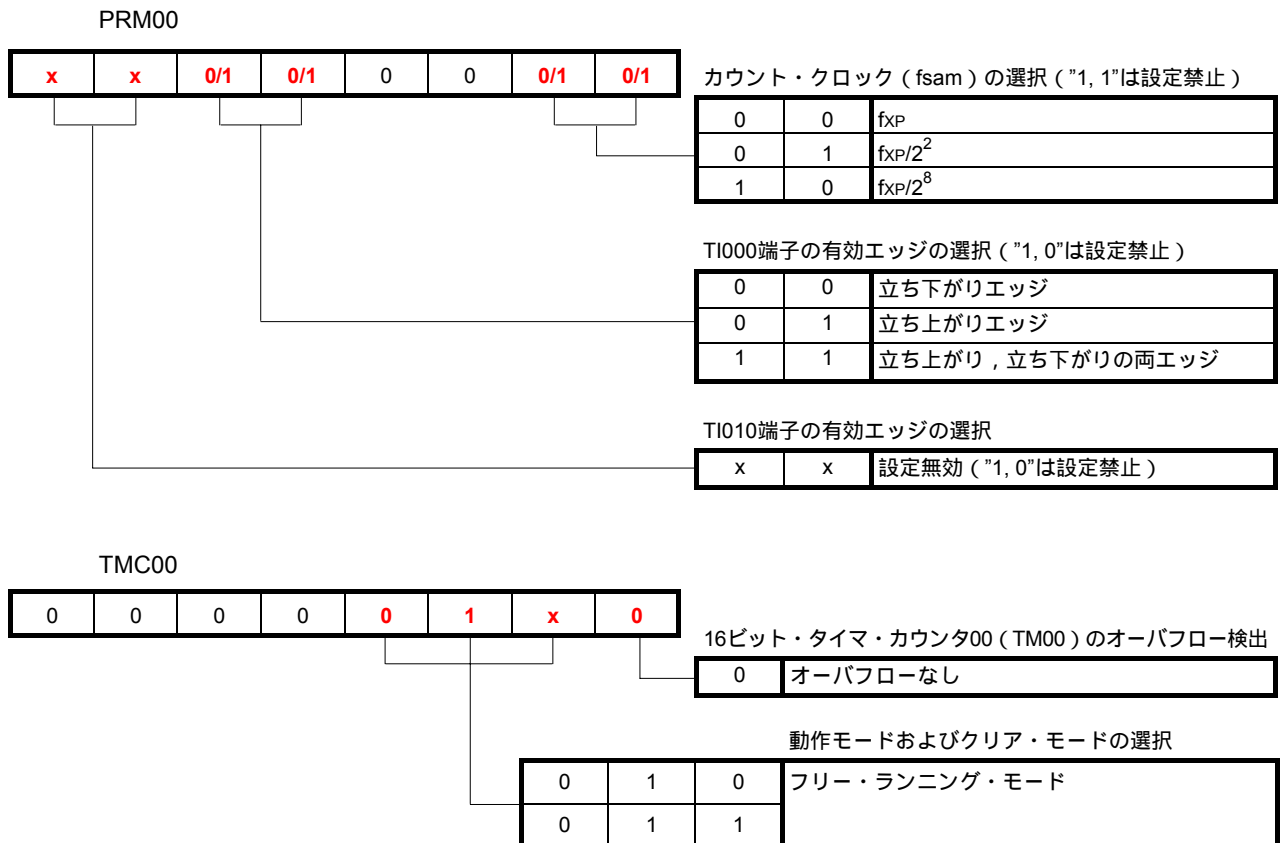 PRM00
x x 0/1 0/1 0 0 0/1 0/1
カウント・クロック（fsam）の選択（”1, 1”は設定禁止）
0 0 fXP
0 1 fXP/2^2
1 0 fXP/2^8
TI000端子の有効エッジの選択（”1, 0”は設定禁止）
0 0 立ち下がりエッジ
0 1 立ち上がりエッジ
1 1 立ち上がり，立ち下がりの両エッジ
TI010端子の有効エッジの選択
x x 設定無効（”1, 0”は設定禁止）
TMC00
0 0 0 0 0 1 x 0
16ビット・タイマ・カウンタ00（TM00）のオーバフロー検出
0 オーバフローなし
動作モードおよびクリア・モードの選択
0 1 0 フリー・ランニング・モード
0 1 1